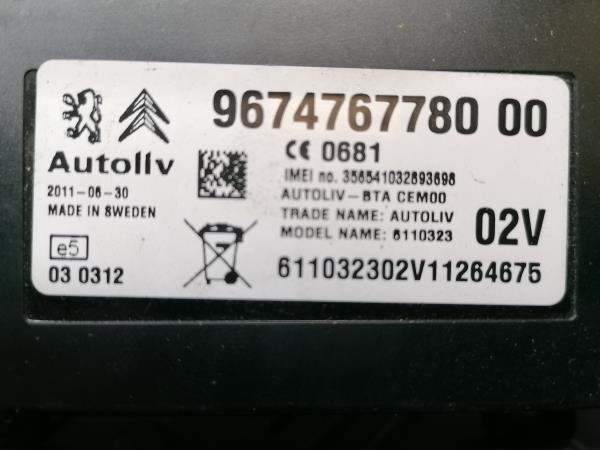 9674767780 00
CE 0681
IMEI no. 356541032893698
Autoliv
AUTOLIV-BTA CEM00
2011-06-30
TRADE NAME: AUTOLIV
MADE IN SWEDEN
MODEL NAME: 6110323
02V
e5
03 0312
611032302V11264675